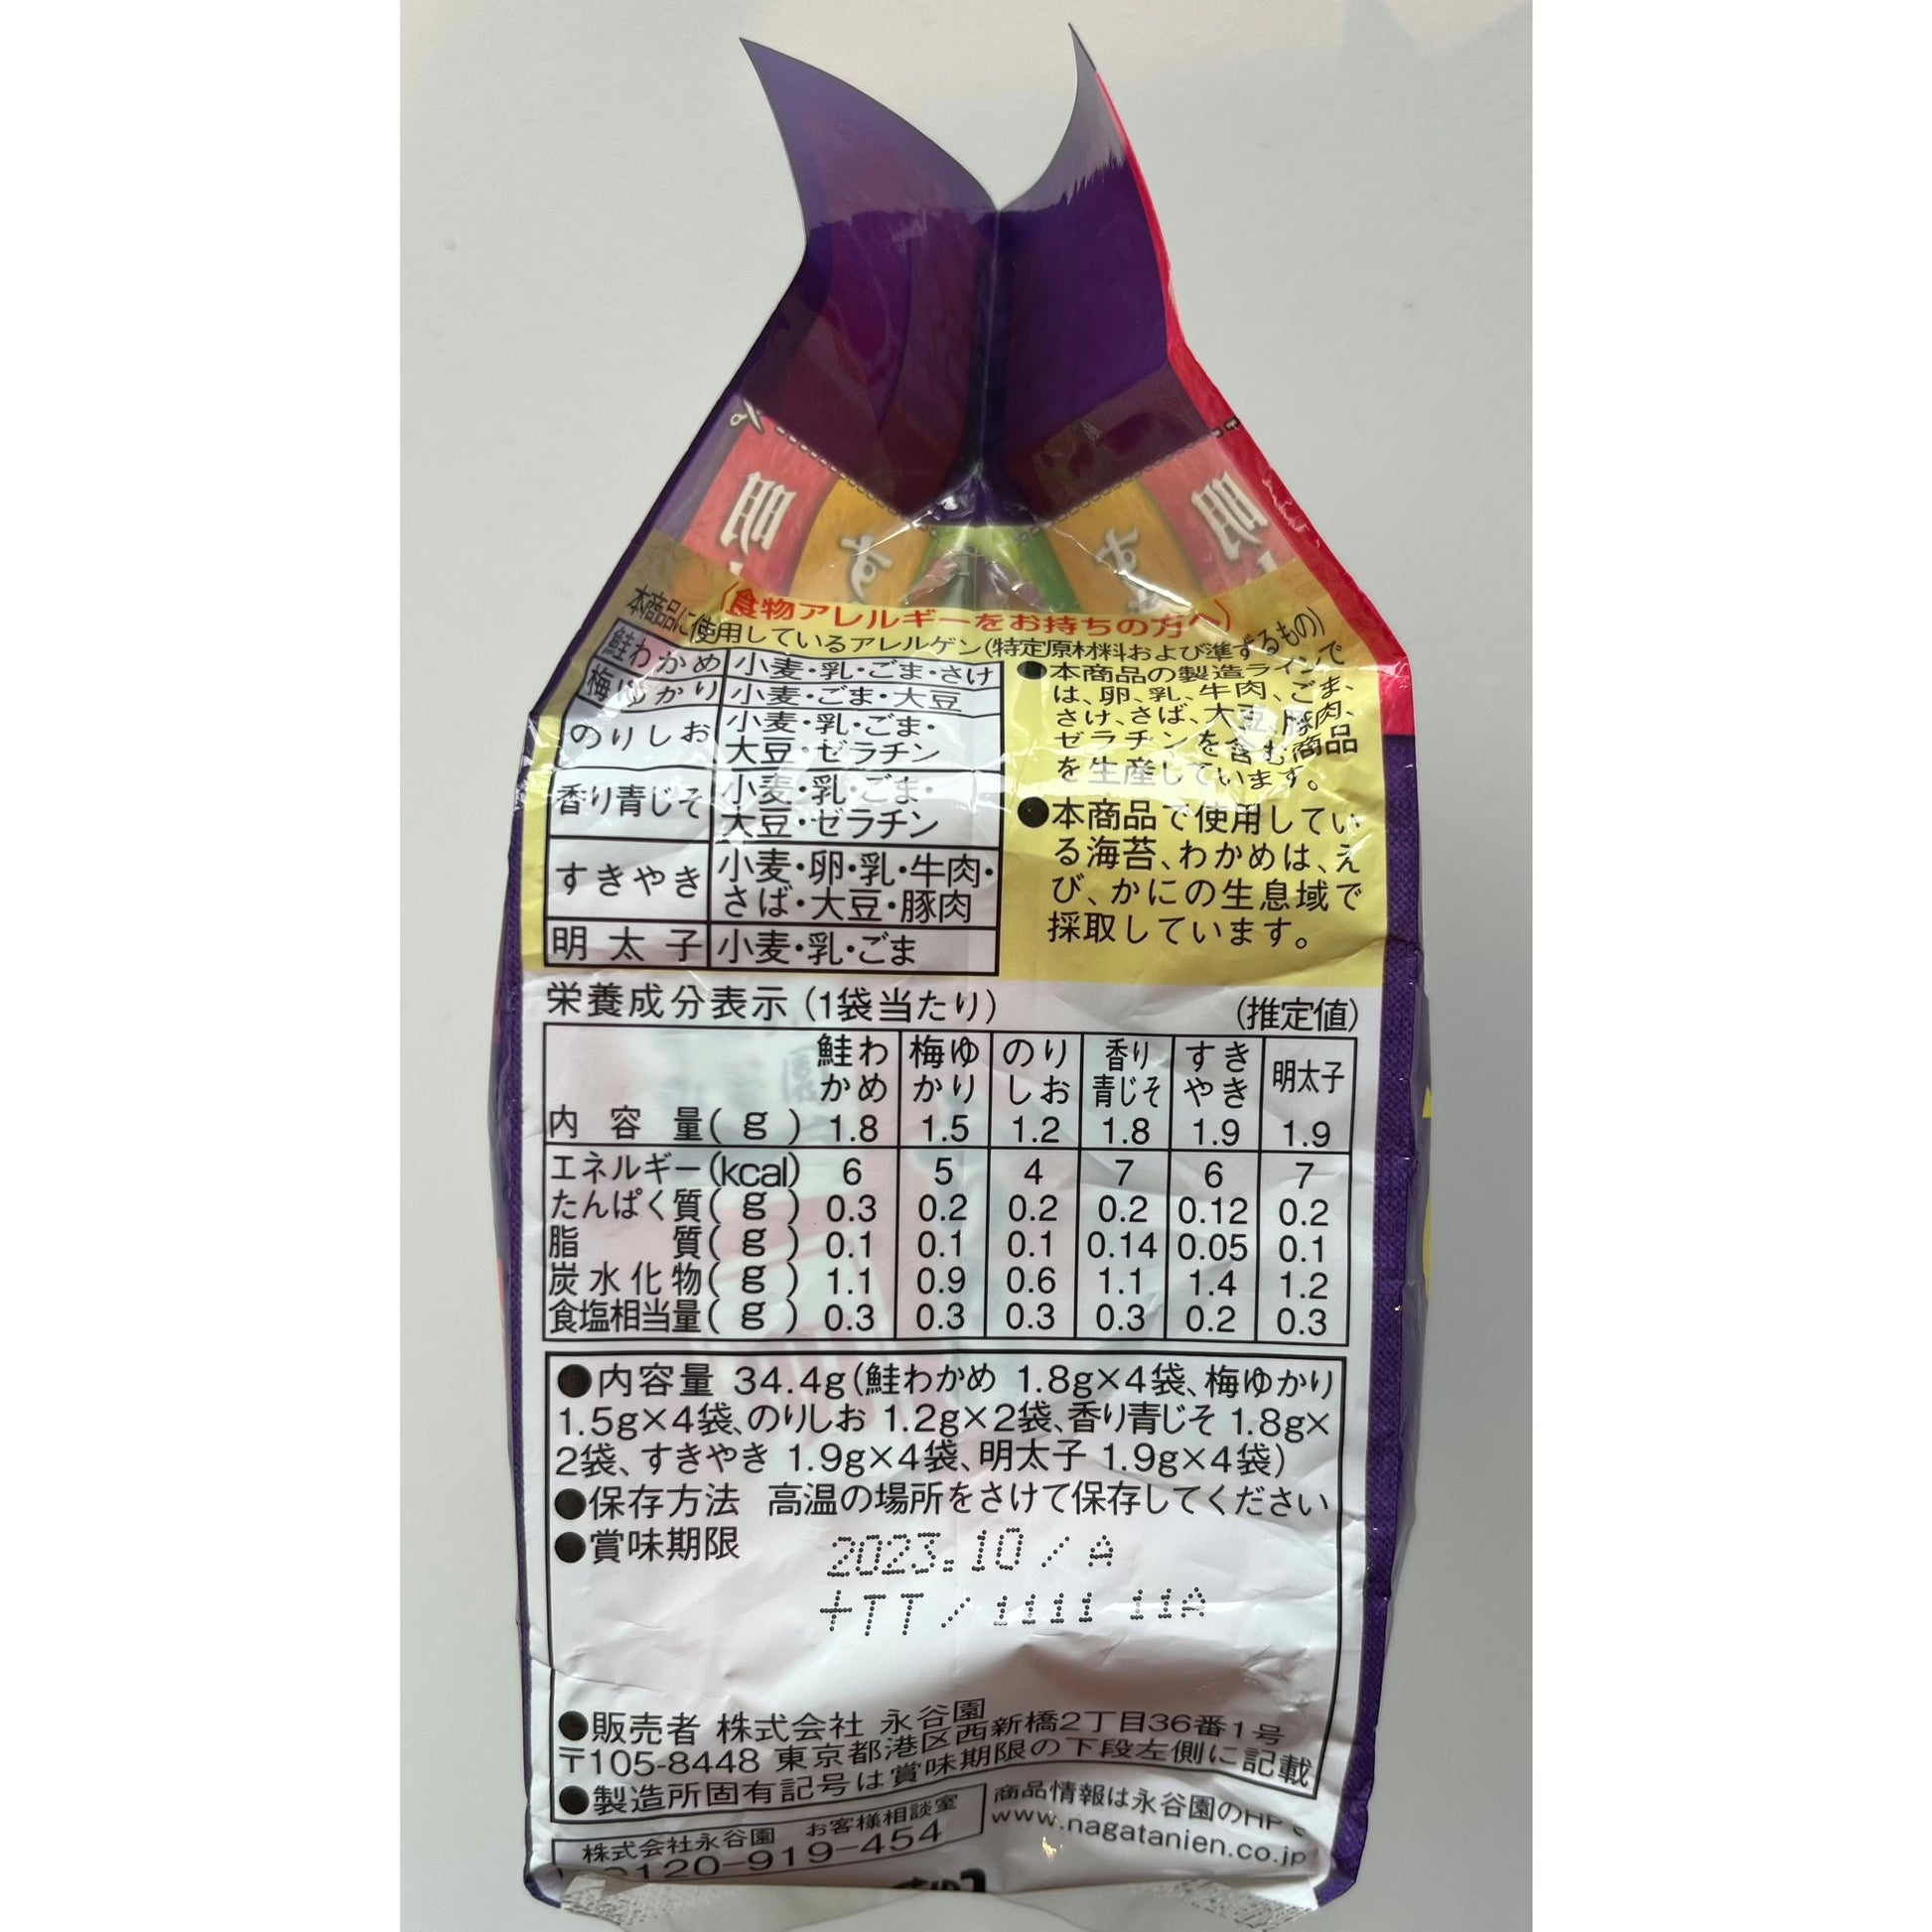 明
す
す
明
(食物アレルギーをお持ちの方へ)
本商品に使用しているアレルゲン(特定原材料および準ずるもの)
鮭わかめ 小麦・乳・ごま・さけ
梅ゆかり 小麦・ごま・大豆
のりしお 小麦・乳・ごま・
大豆・ゼラチン
香り青じそ 小麦・乳・ごま・
大豆・ゼラチン
すきやき 小麦・卵・乳・牛肉・
さば・大豆・豚肉
明太子 小麦・乳・ごま
●本商品の製造ラインで
は、卵、乳、牛肉、ごま、
さけ、さば、大豆、豚肉、
ゼラチンを含む商品
を生産しています。
●本商品で使用してい
る海苔、わかめは、え
び、かにの生息域で
採取しています。
栄養成分表示(1袋当たり) (推定値)
鮭わかめ 梅ゆかり のりしお 香り青じそ すきやき 明太子
内容量(g) 1.8 1.5 1.2 1.8 1.9 1.9
エネルギー(kcal) 6 5 4 7 6 7
たんぱく質(g) 0.3 0.2 0.2 0.2 0.12 0.2
脂質(g) 0.1 0.1 0.1 0.14 0.05 0.1
炭水化物(g) 1.1 0.9 0.6 1.1 1.4 1.2
食塩相当量(g) 0.3 0.3 0.3 0.3 0.2 0.3
●内容量 34.4g(鮭わかめ 1.8g×4袋、梅ゆかり
1.5g×4袋、のりしお 1.2g×2袋、香り青じそ 1.8g×
2袋、すきやき 1.9g×4袋、明太子 1.9g×4袋)
●保存方法 高温の場所をさけて保存してください
●賞味期限 2023.10/A
+TT/1111 11A
●販売者 株式会社 永谷園
〒105-8448 東京都港区西新橋2丁目36番1号
●製造所固有記号は賞味期限の下段左側に記載
株式会社永谷園 お客様相談室
0120-919-454
商品情報は永谷園のHPで
www.nagatanien.co.jp